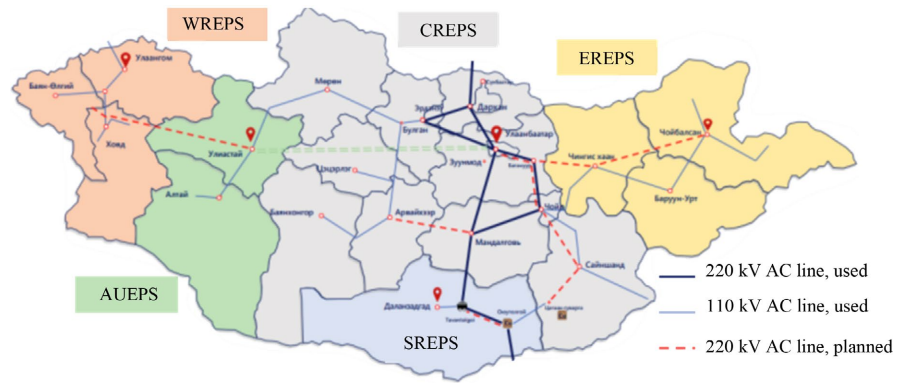 WREPS
CREPS
EREPS
Улаангом
Баян-Өлгий
Мөрөн
Дархан
Булган
Улаанбаатар
Чойбалсан
Ховд
Улиастай
Зуунмод
Чингис хаан
Цэцэрлэг
Алтай
Баруун-Урт
Баянхонгор
Арвайхээр
Чойр
Мандалговь
Сайншанд
220 kV AC line, used
AUEPS
110 kV AC line, used
Даланзадгад
SREPS
220 kV AC line, planned